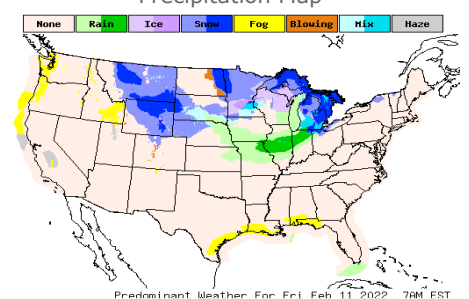 Precipitation Map
None Rain Ice Snow Fog Blowing Mix Haze
Predominant Weather For Fri Feb 11 2022 7AM EST